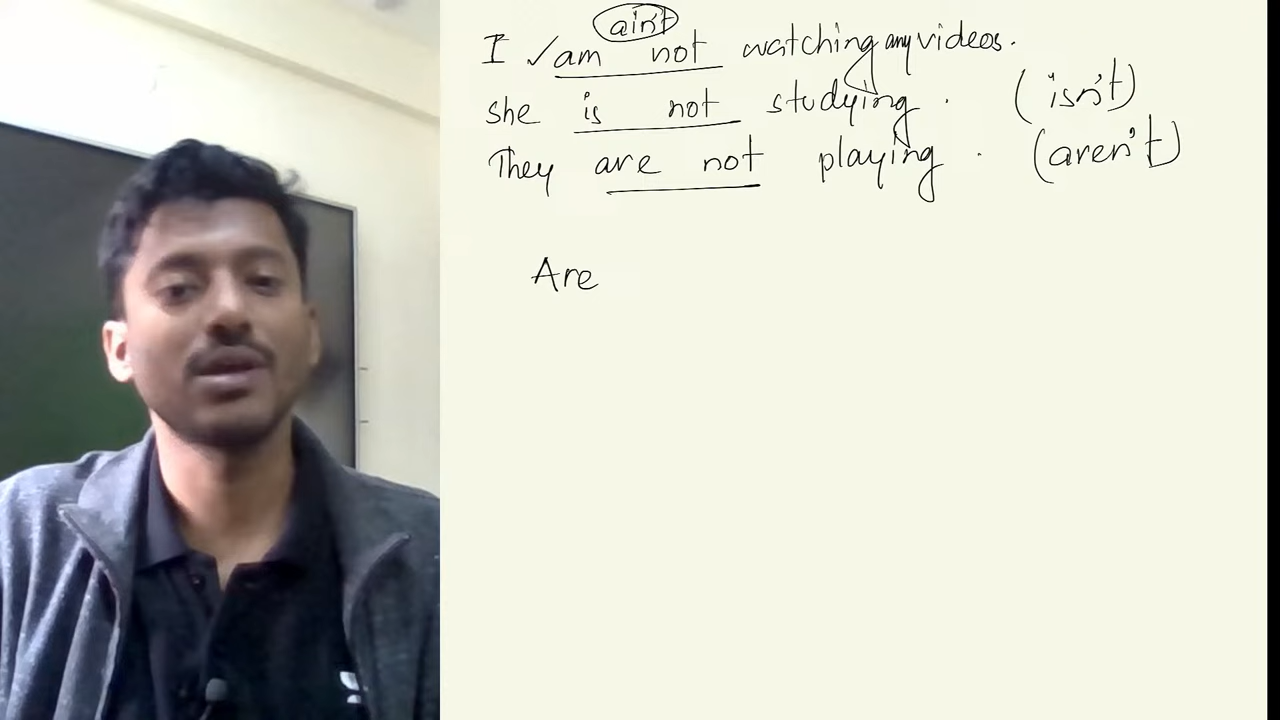 ain't
I ✓am not watching any videos.
she is not studying. (isn't)
They are not playing. (aren't)
Are